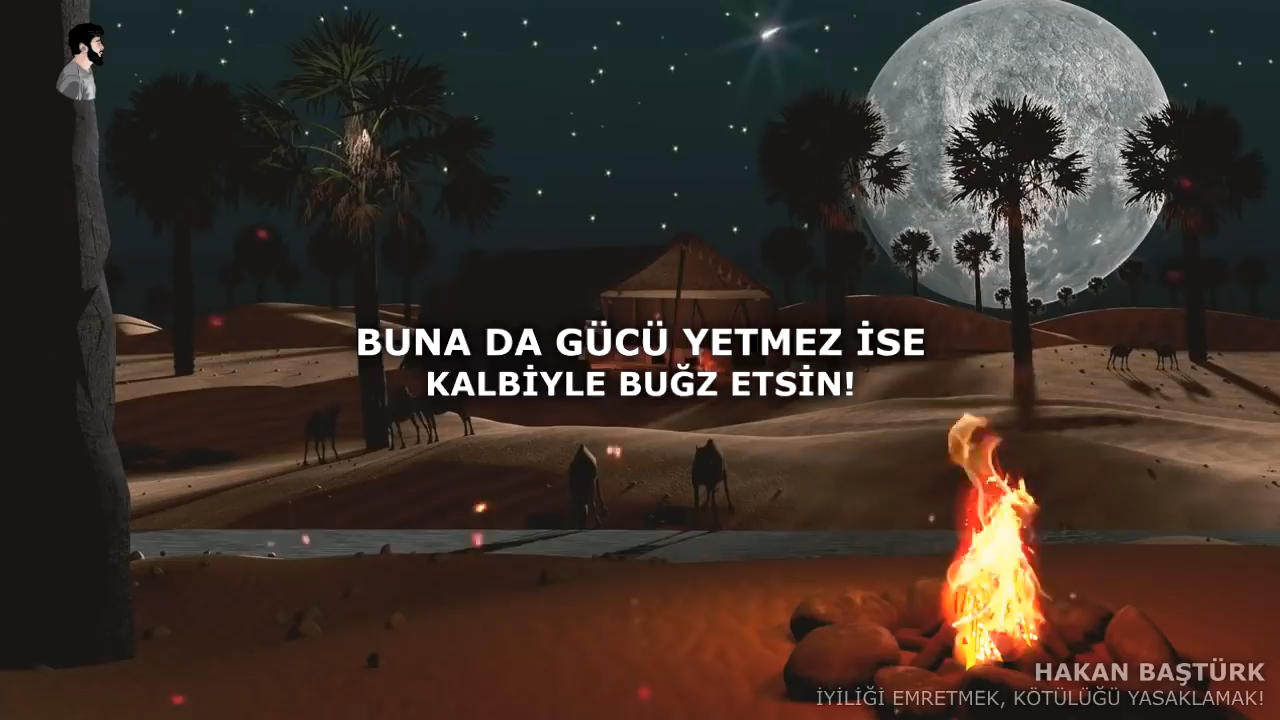 BUNA DA GÜCÜ YETMEZ İSE
KALBİYLE BUĞZ ETSİN!
HAKAN BAŞTÜRK
İYİLİĞİ EMRETMEK, KÖTÜLÜĞÜ YASAKLAMAK!